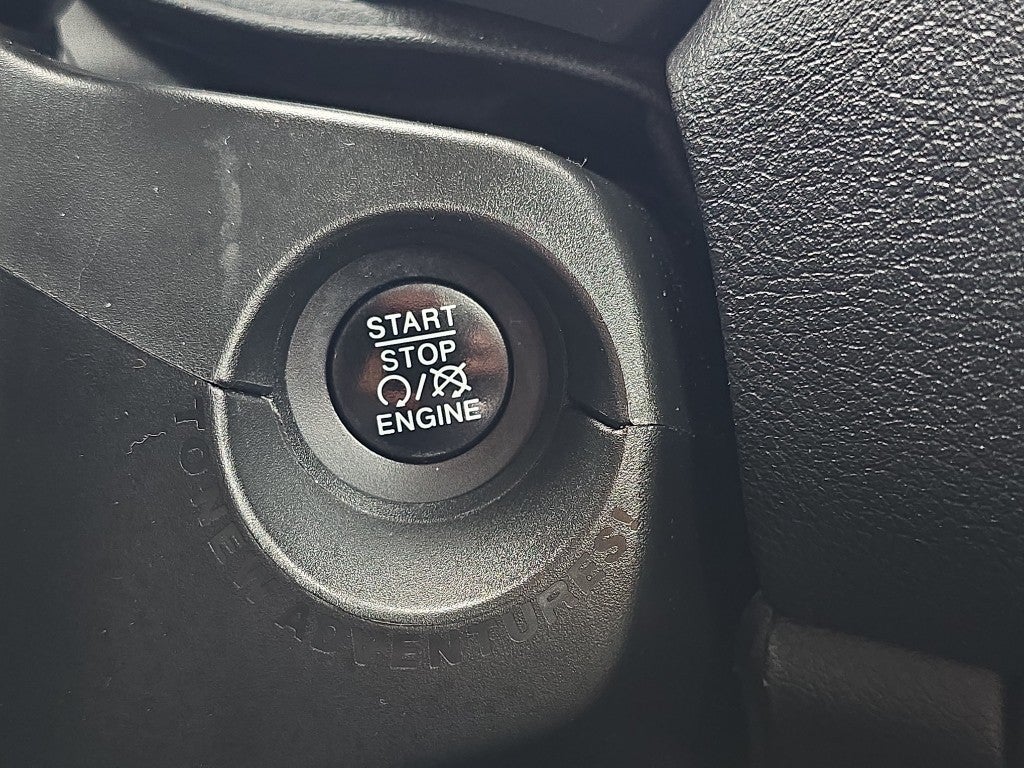 START
STOP
/
ENGINE
TO NEW ADVENTURES!